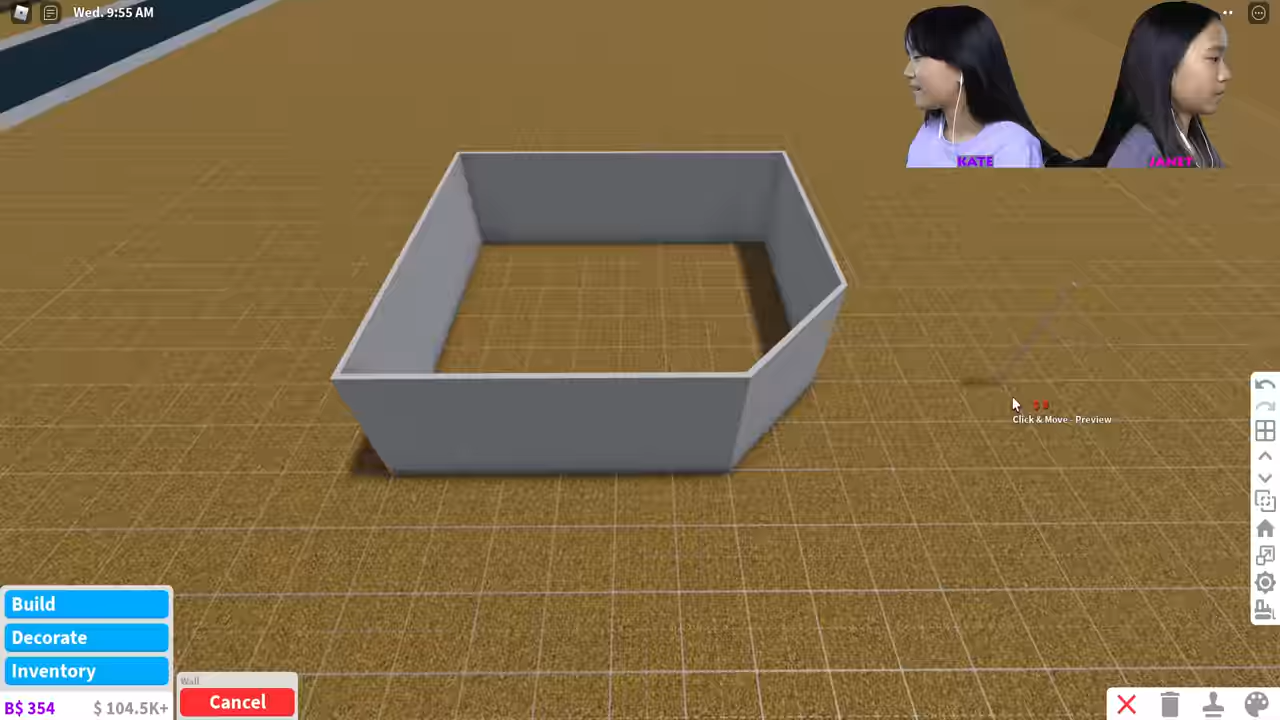 Wed. 9:55 AM
KATE
JANET
Click & Move - Preview
Build
Decorate
Inventory
Wall
Cancel
B$ 354
$ 104.5K+